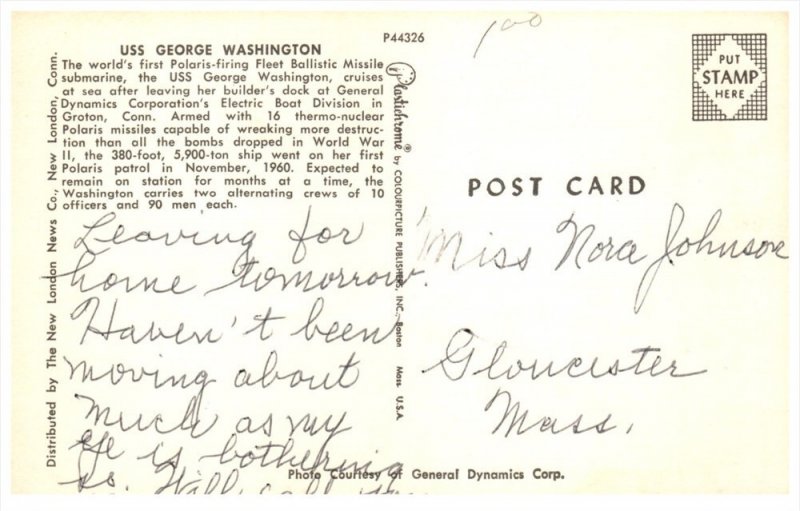 P44326
1.00
USS GEORGE WASHINGTON
The world's first Polaris-firing Fleet Ballistic Missile
submarine, the USS George Washington, cruises
at sea after leaving her builder's dock at General
Dynamics Corporation's Electric Boat Division in
Groton, Conn. Armed with 16 thermo-nuclear
Polaris missiles capable of wreaking more destruc-
tion than all the bombs dropped in World War
II, the 380-foot, 5,900-ton ship went on her first
Polaris patrol in November, 1960. Expected to
remain on station for months at a time, the
Washington carries two alternating crews of 10
officers and 90 men each.
Leaving for
home tomorrow.
Haven't been
moving about
much as my
eye is bothering
so. Will call
Distributed by The New London News Co., New London, Conn.
Plastichrome ® by COLOURPICTURE PUBLISHERS, INC., Boston Mass U.S.A.
PUT
STAMP
HERE
POST CARD
Miss Nora Johnson
Gloucester
Mass.
Photo Courtesy of General Dynamics Corp.